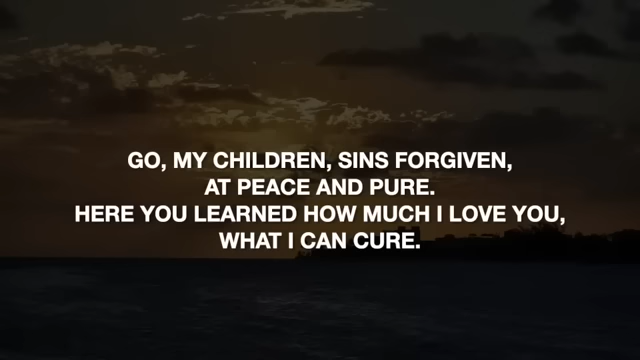 GO, MY CHILDREN, SINS FORGIVEN,
AT PEACE AND PURE.
HERE YOU LEARNED HOW MUCH I LOVE YOU,
WHAT I CAN CURE.